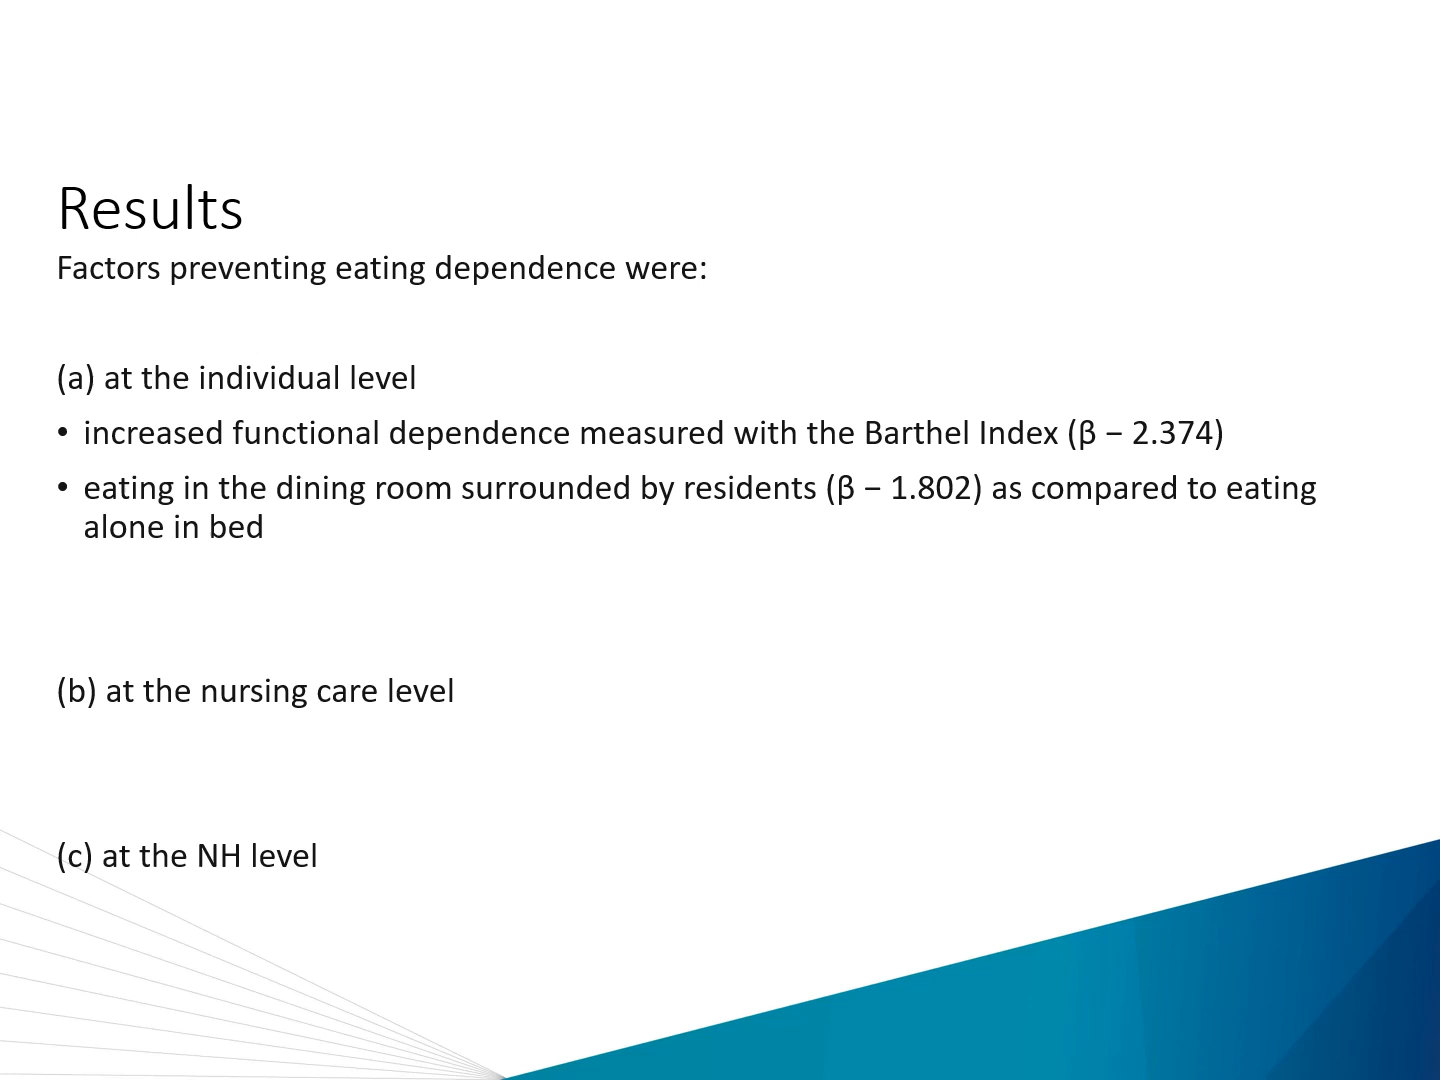 Results
Factors preventing eating dependence were:
(a) at the individual level
• increased functional dependence measured with the Barthel Index (β − 2.374)
• eating in the dining room surrounded by residents (β − 1.802) as compared to eating
alone in bed
(b) at the nursing care level
(c) at the NH level